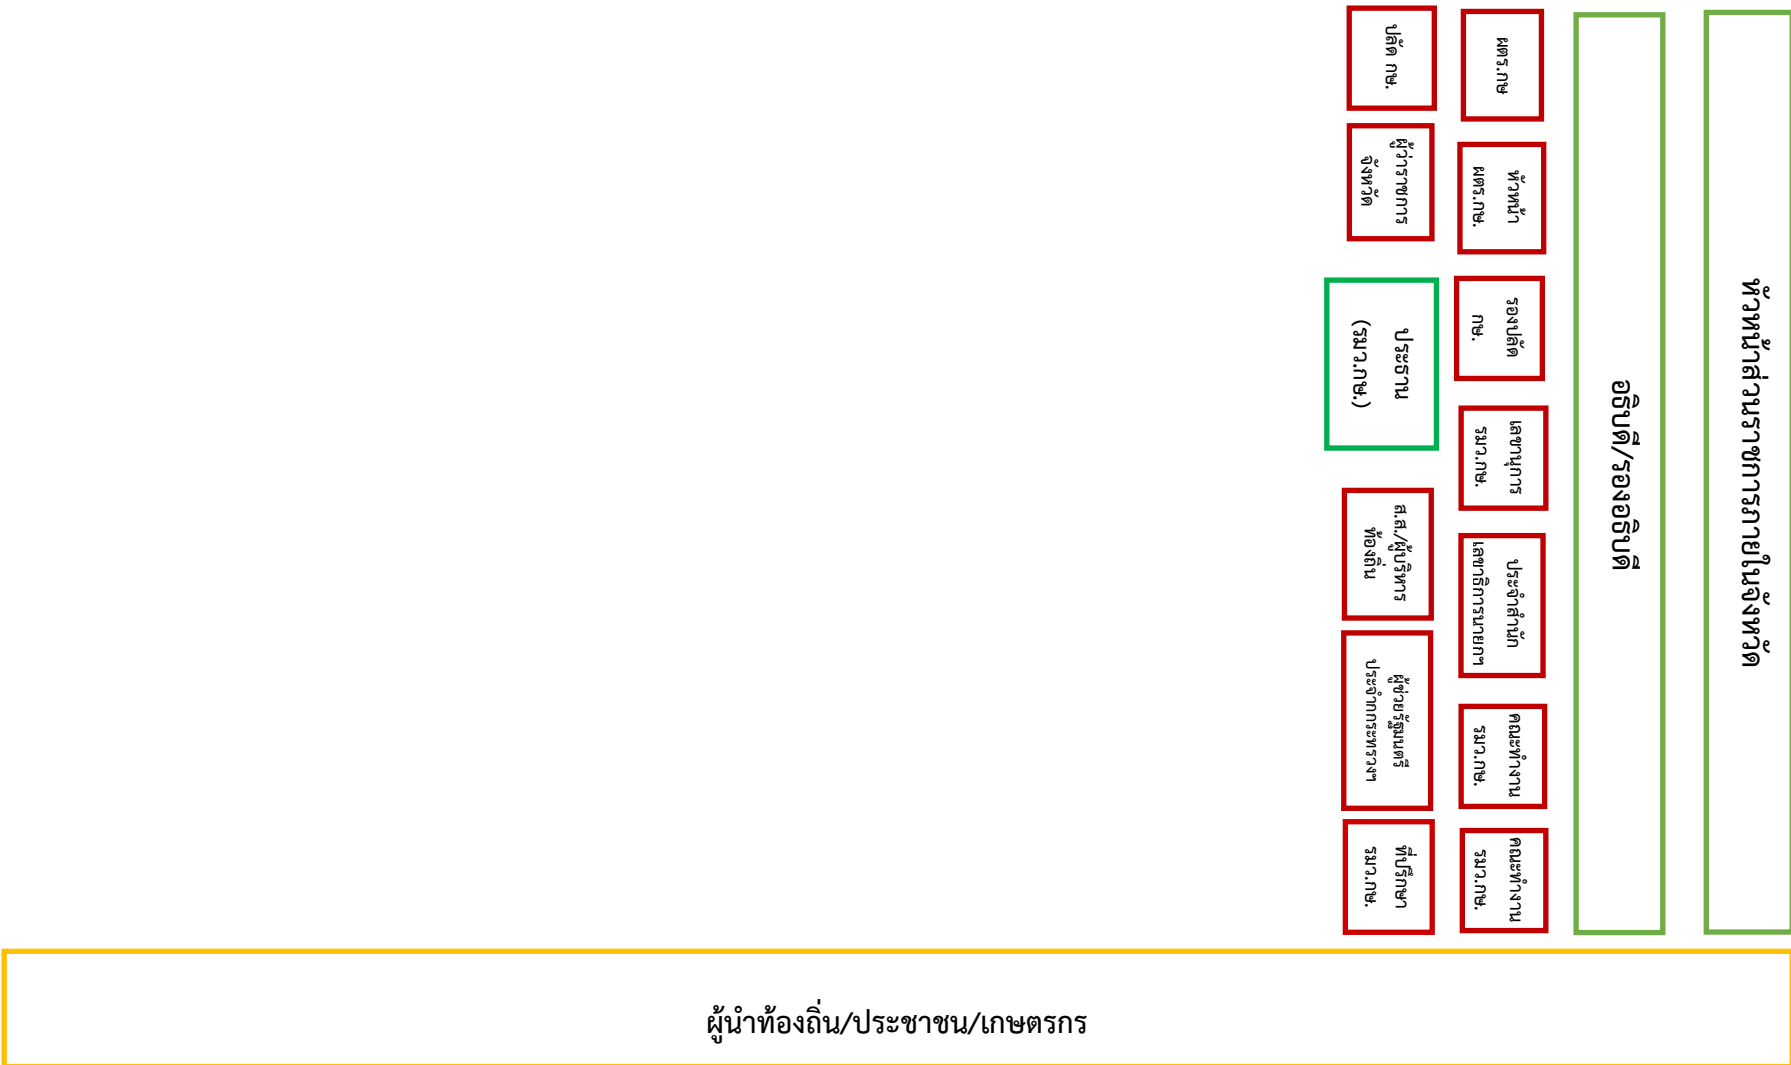 ปลัด กษ.
ผู้ว่าราชการ
จังหวัด
ประธาน
(รมว.กษ.)
ส.ส./ผู้บริหาร
ท้องถิ่น
ผู้ช่วยรัฐมนตรี
ประจำกระทรวงฯ
ที่ปรึกษา
รมว.กษ.
ผตร.กษ
หัวหน้า
ผตร.กษ.
รองปลัด
กษ.
เลขานุการ
รมว.กษ.
ประจำสำนัก
เลขาธิการนายกฯ
คณะทำงาน
รมว.กษ.
คณะทำงาน
รมว.กษ.
อธิบดี/รองอธิบดี
หัวหน้าส่วนราชการภายในจังหวัด
ผู้นำท้องถิ่น/ประชาชน/เกษตรกร